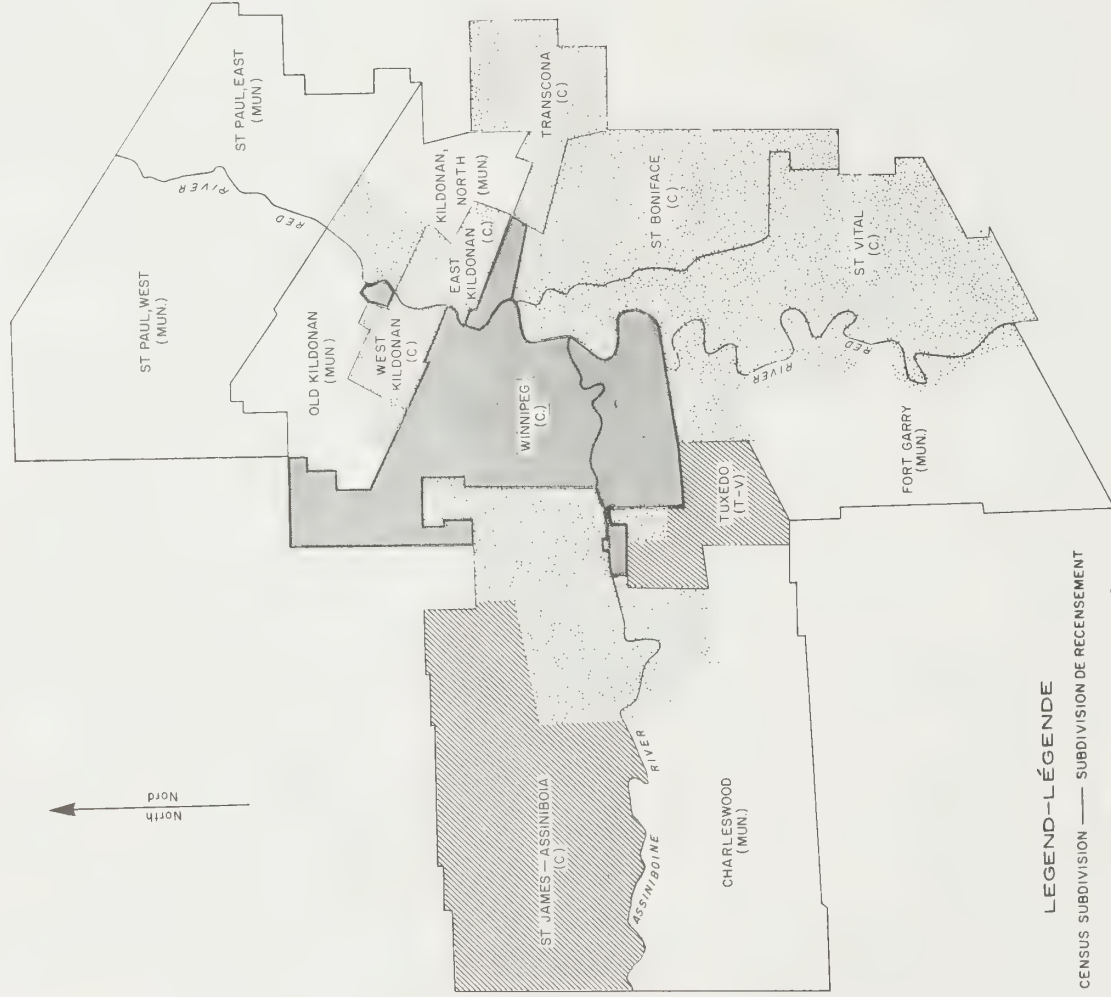 ST PAUL, EAST
(MUN.)
ST PAUL, WEST
(MUN.)
RED RIVER
TRANSCONA
(C)
KILDONAN,
NORTH
(MUN)
OLD KILDONAN
(MUN)
EAST
KILDONAN
(C.)
WEST
KILDONAN
(C)
ST BONIFACE
(C.)
WINNIPEG
(C.)
ST VITAL
(C.)
RED
RIVER
TUXEDO
(T-V)
FORT GARRY
(MUN.)
North
Nord
ST JAMES — ASSINIBOIA
(C)
ASSINIBOINE RIVER
CHARLESWOOD
(MUN.)
LEGEND-LÉGENDE
CENSUS SUBDIVISION —— SUBDIVISION DE RECENSEMENT